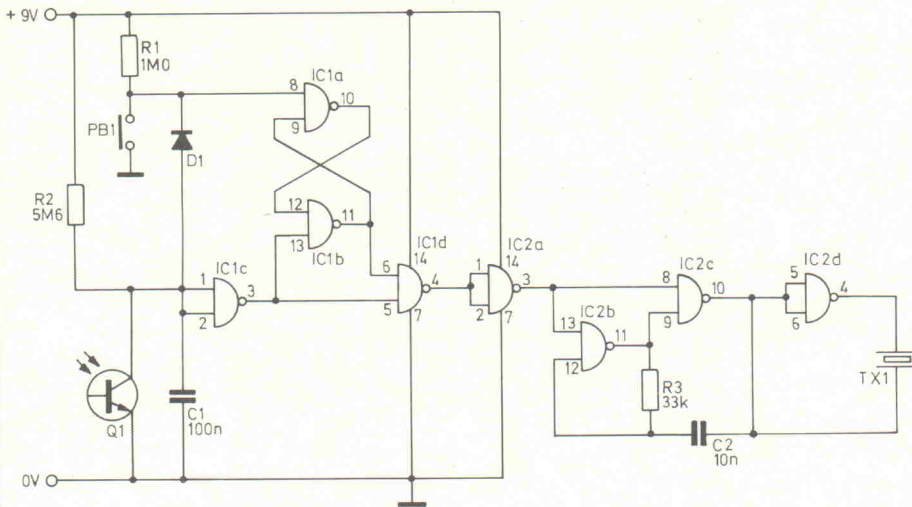 + 9V
R1
1M0
IC1a
8
10
9
PB1
D1
R2
5M6
12
11
13
IC1b
IC1c
1
3
2
IC1d
14
6
4
5
7
IC2a
14
1
3
2
7
IC2c
8
10
9
IC2b
13
11
12
IC2d
5
4
6
R3
33k
TX1
Q1
C1
100n
C2
10n
0V